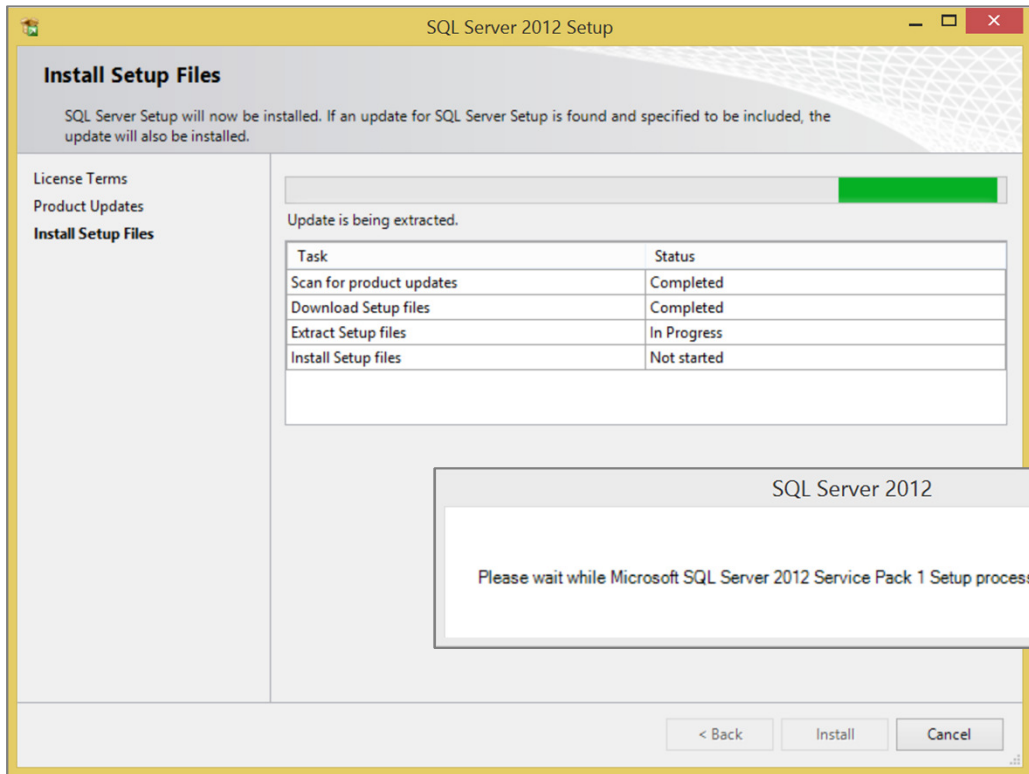 SQL Server 2012 Setup
Install Setup Files
SQL Server Setup will now be installed. If an update for SQL Server Setup is found and specified to be included, the
update will also be installed.
License Terms
Product Updates
Install Setup Files
Update is being extracted.
Task Status
Scan for product updates Completed
Download Setup files Completed
Extract Setup files In Progress
Install Setup files Not started
SQL Server 2012
Please wait while Microsoft SQL Server 2012 Service Pack 1 Setup process
< Back Install Cancel